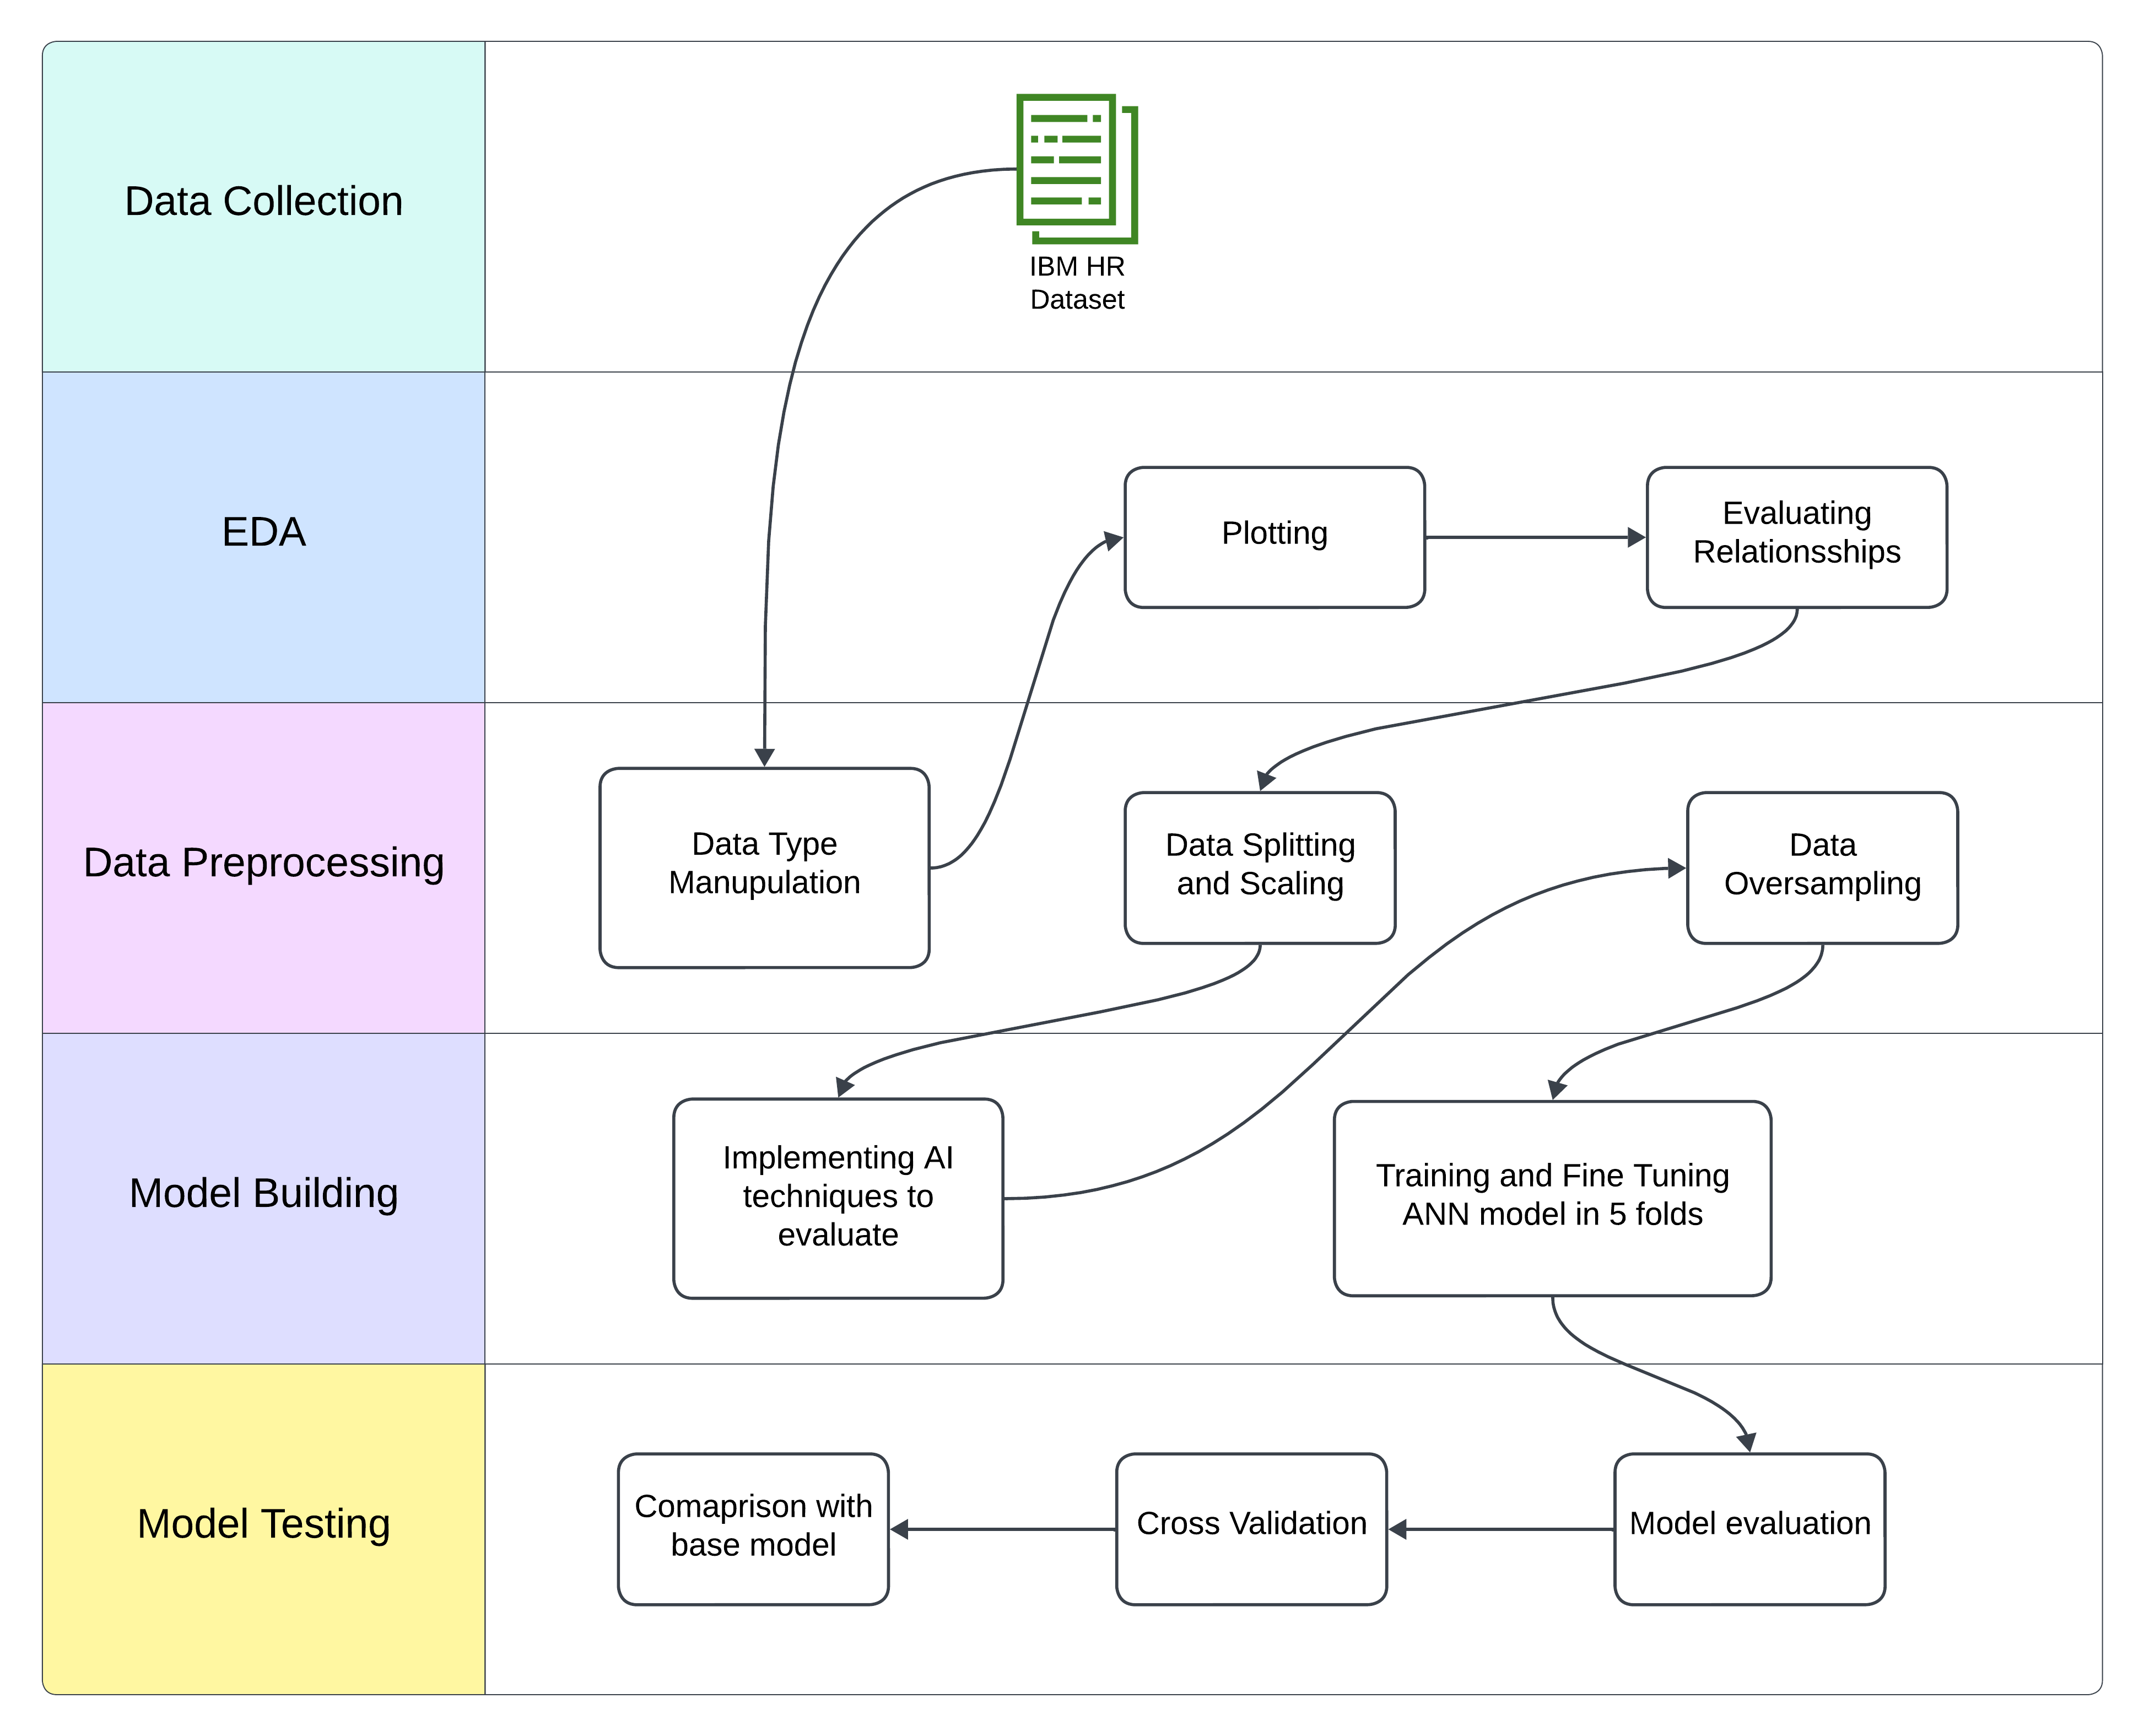 Data Collection
IBM HR
Dataset
EDA
Plotting
Evaluating
Relationsships
Data Preprocessing
Data Type
Manupulation
Data Splitting
and Scaling
Data
Oversampling
Model Building
Implementing AI
techniques to
evaluate
Training and Fine Tuning
ANN model in 5 folds
Model Testing
Comaprison with
base model
Cross Validation
Model evaluation